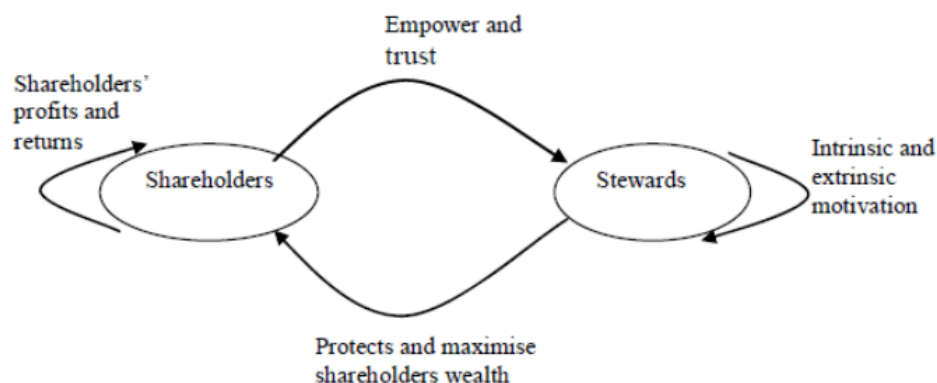 Empower and
trust
Shareholders’
profits and
returns
Shareholders
Stewards
Intrinsic and
extrinsic
motivation
Protects and maximise
shareholders wealth